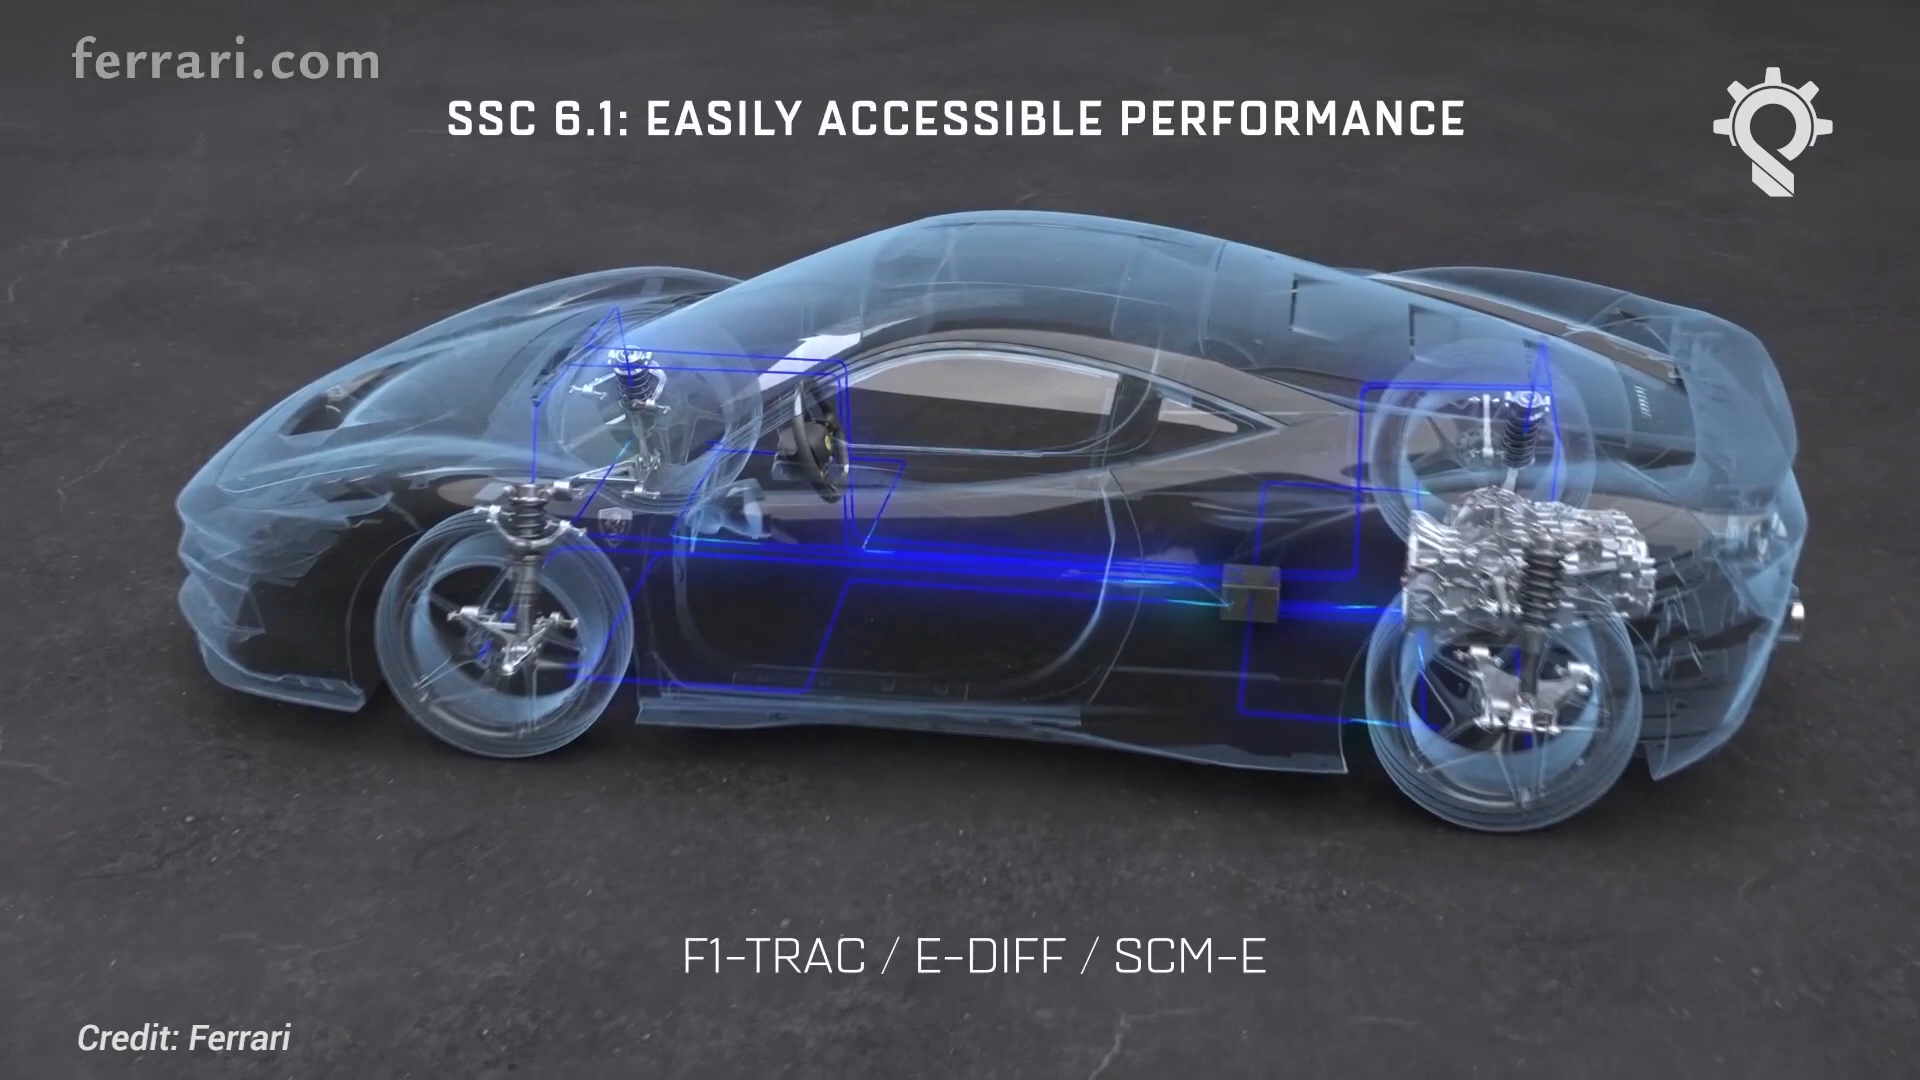 ferrari.com
SSC 6.1: EASILY ACCESSIBLE PERFORMANCE
F1-TRAC / E-DIFF / SCM-E
Credit: Ferrari